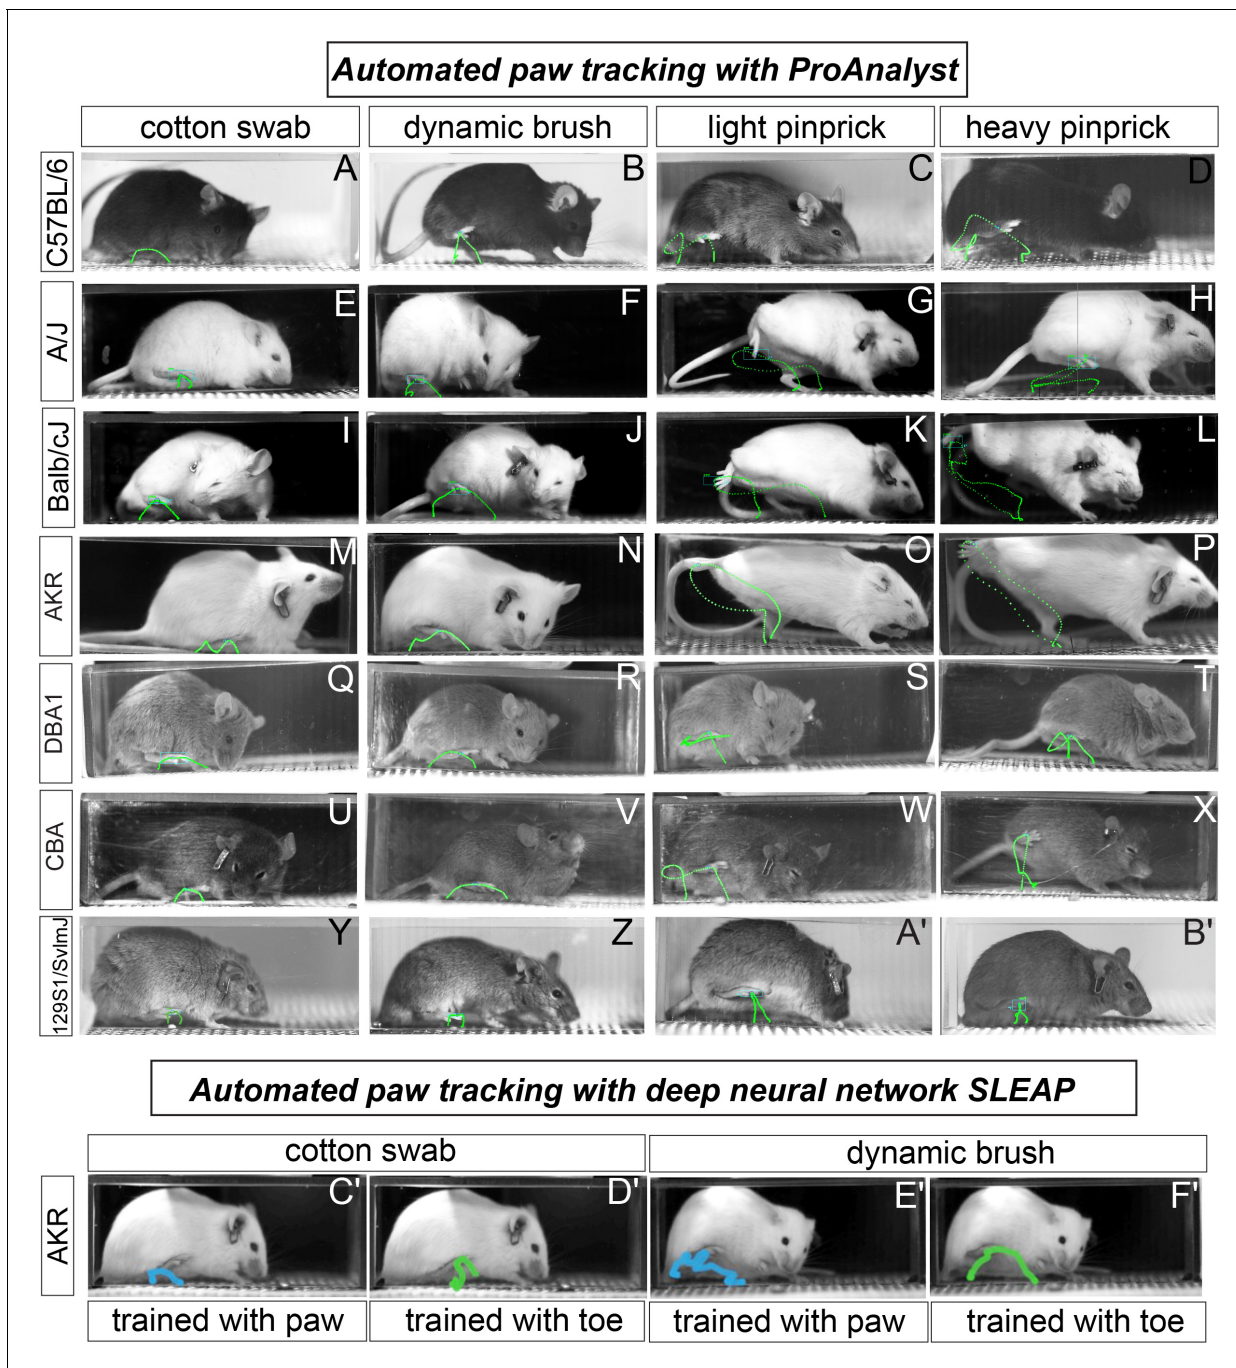 Automated paw tracking with ProAnalyst
cotton swab
dynamic brush
light pinprick
heavy pinprick
C57BL/6
A
B
C
D
A/J
E
F
G
H
Balb/cJ
I
J
K
L
AKR
M
N
O
P
DBA1
Q
R
S
T
CBA
U
V
W
X
129S1/SvlmJ
Y
Z
A'
B'
Automated paw tracking with deep neural network SLEAP
cotton swab
dynamic brush
AKR
C'
D'
E'
F'
trained with paw
trained with toe
trained with paw
trained with toe